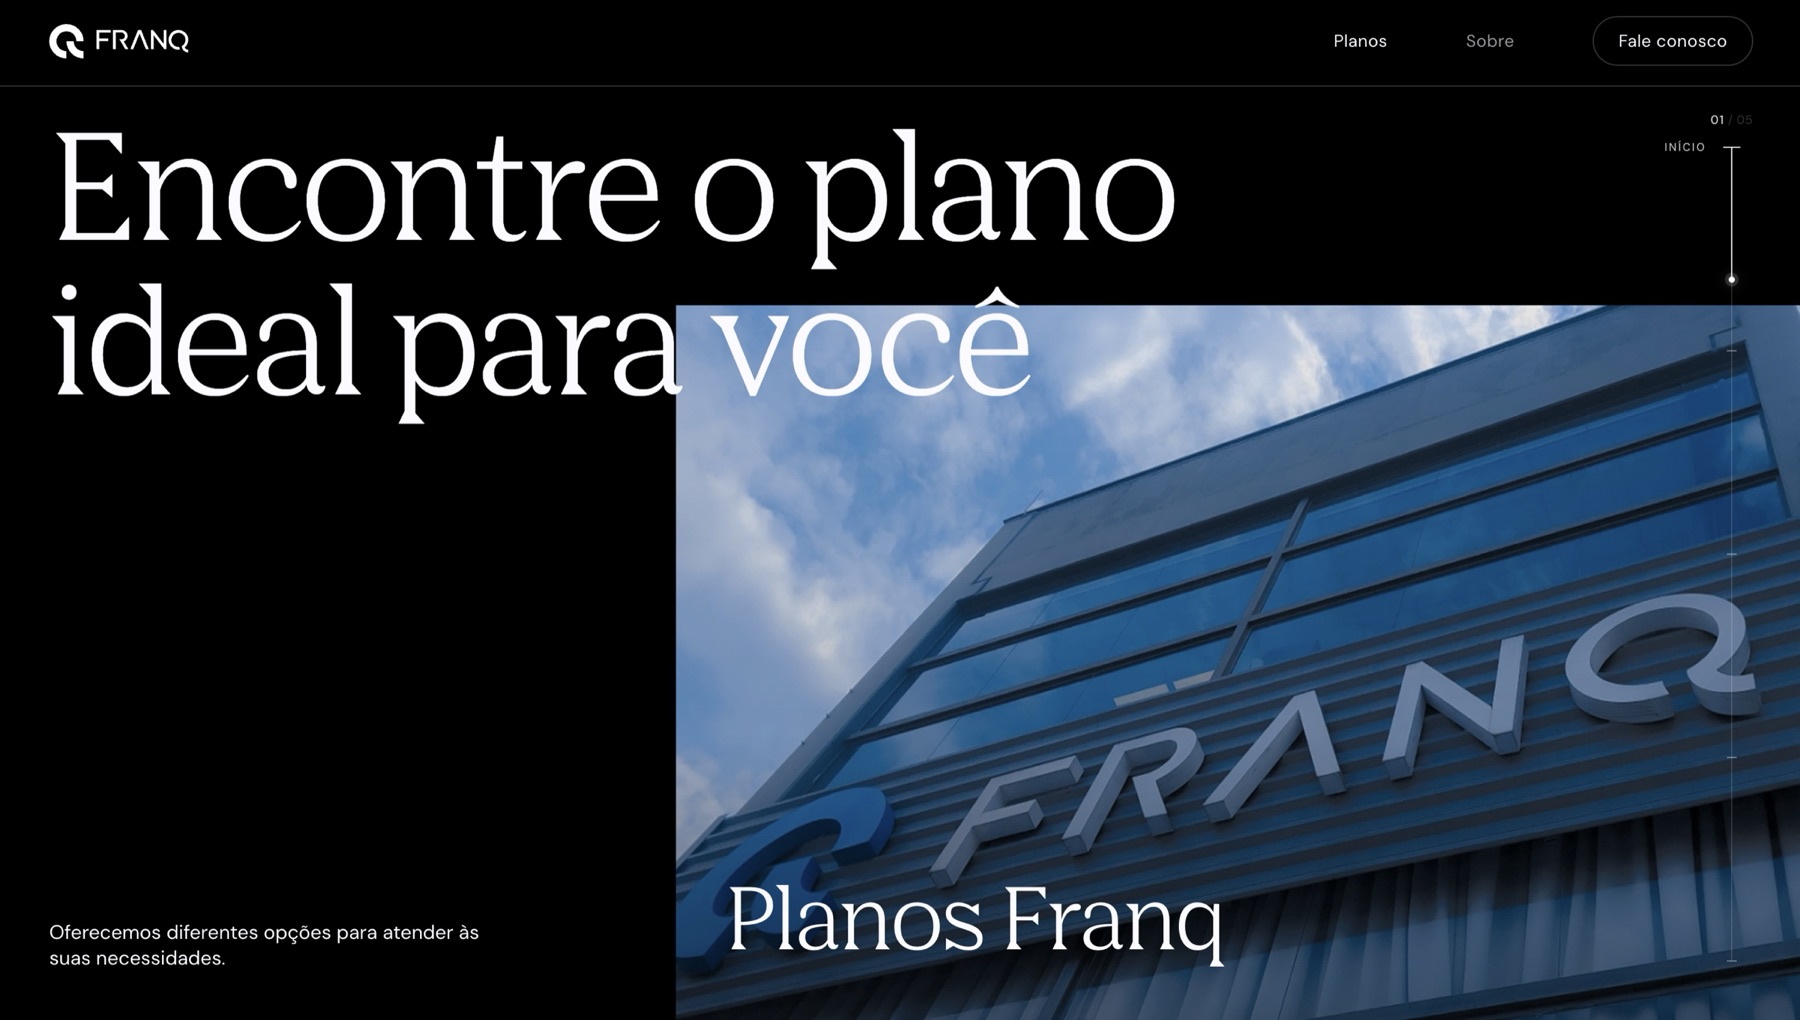 FRANQ
Planos
Sobre
Fale conosco
01 / 05
INÍCIO
Encontre o plano
ideal para você
FRANQ
Planos Franq
Oferecemos diferentes opções para atender às
suas necessidades.